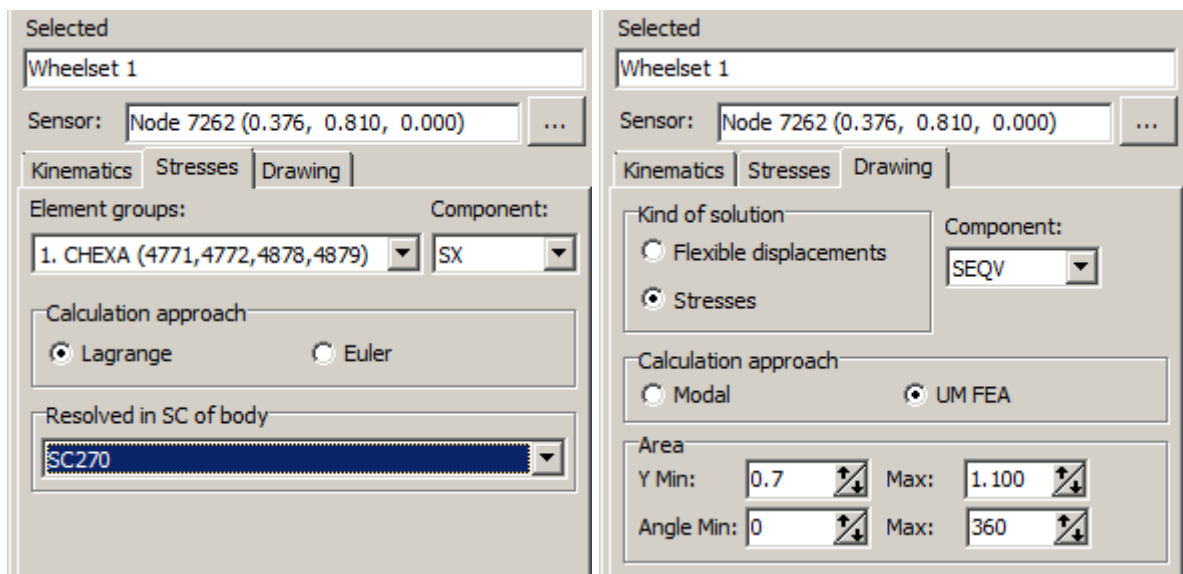 Selected
Wheelset 1
Sensor: Node 7262 (0.376, 0.810, 0.000) ...
Kinematics Stresses Drawing
Element groups: Component:
1. CHEXA (4771,4772,4878,4879) SX
Calculation approach
Lagrange Euler
Resolved in SC of body
SC270
Selected
Wheelset 1
Sensor: Node 7262 (0.376, 0.810, 0.000) ...
Kinematics Stresses Drawing
Kind of solution
Component:
Flexible displacements
SEQV
Stresses
Calculation approach
Modal UM FEA
Area
Y Min: 0.7 Max: 1.100
Angle Min: 0 Max: 360